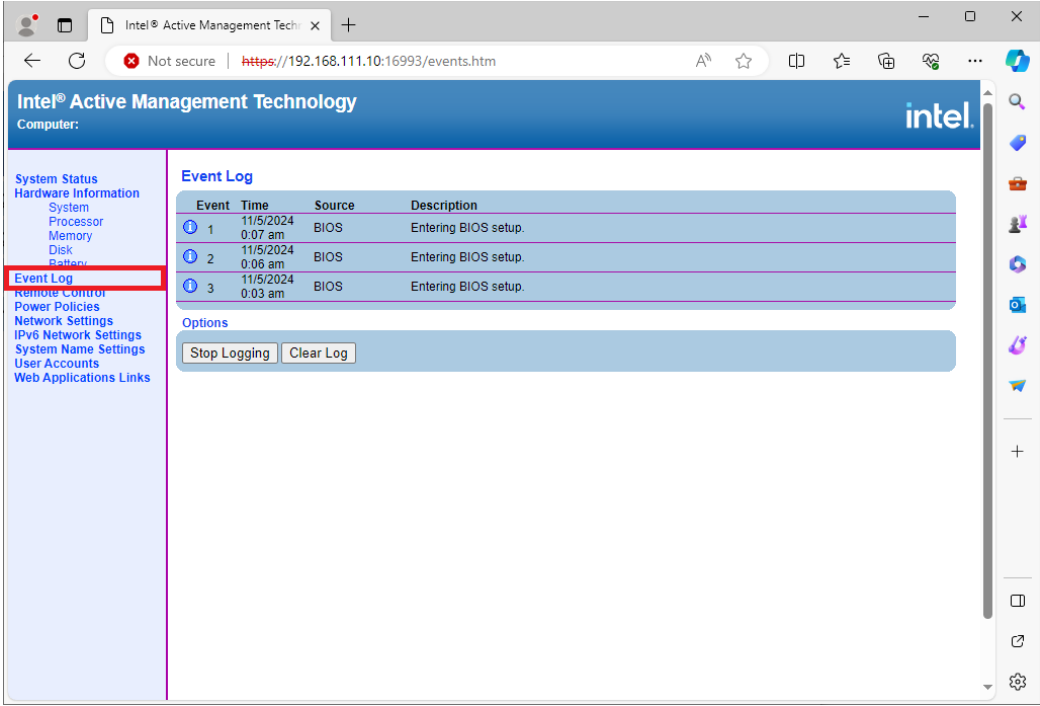 Intel® Active Management Tech
Not secure | https://192.168.111.10:16993/events.htm
Intel® Active Management Technology
Computer:
intel.
System Status
Hardware Information
System
Processor
Memory
Disk
Battery
Event Log
Remote Control
Power Policies
Network Settings
IPv6 Network Settings
System Name Settings
User Accounts
Web Applications Links
Event Log
Event Time Source Description
1 11/5/2024 0:07 am BIOS Entering BIOS setup.
2 11/5/2024 0:06 am BIOS Entering BIOS setup.
3 11/5/2024 0:03 am BIOS Entering BIOS setup.
Options
Stop Logging Clear Log